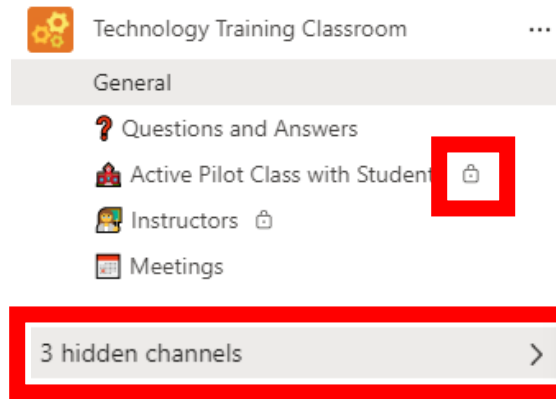 Technology Training Classroom
General
Questions and Answers
Active Pilot Class with Student
Instructors
Meetings
3 hidden channels